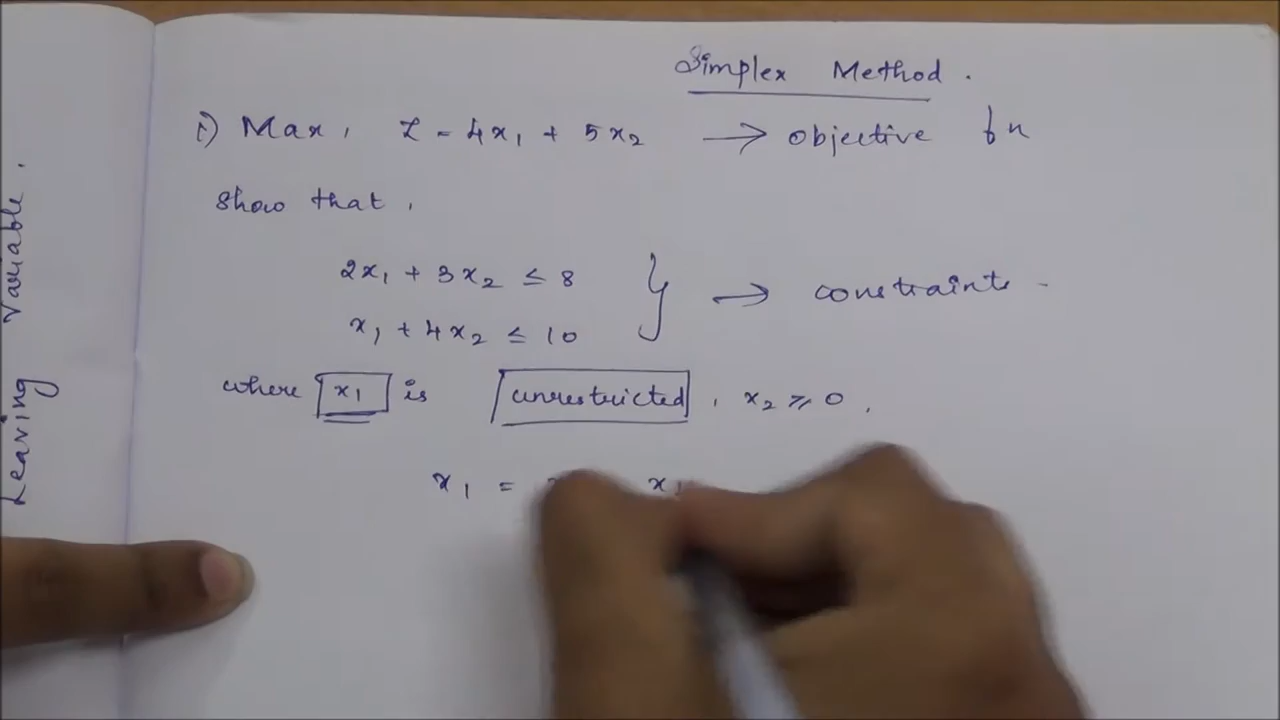 Simplex Method .
i) Max, Z = 4x₁ + 5x₂ → objective fn
show that ,
2x₁ + 3x₂ ≤ 8
x₁ + 4x₂ ≤ 10 } → constraints
where x₁ is unrestricted , x₂ ≥ 0 ,
x₁ = x₁
Leaving Variable .